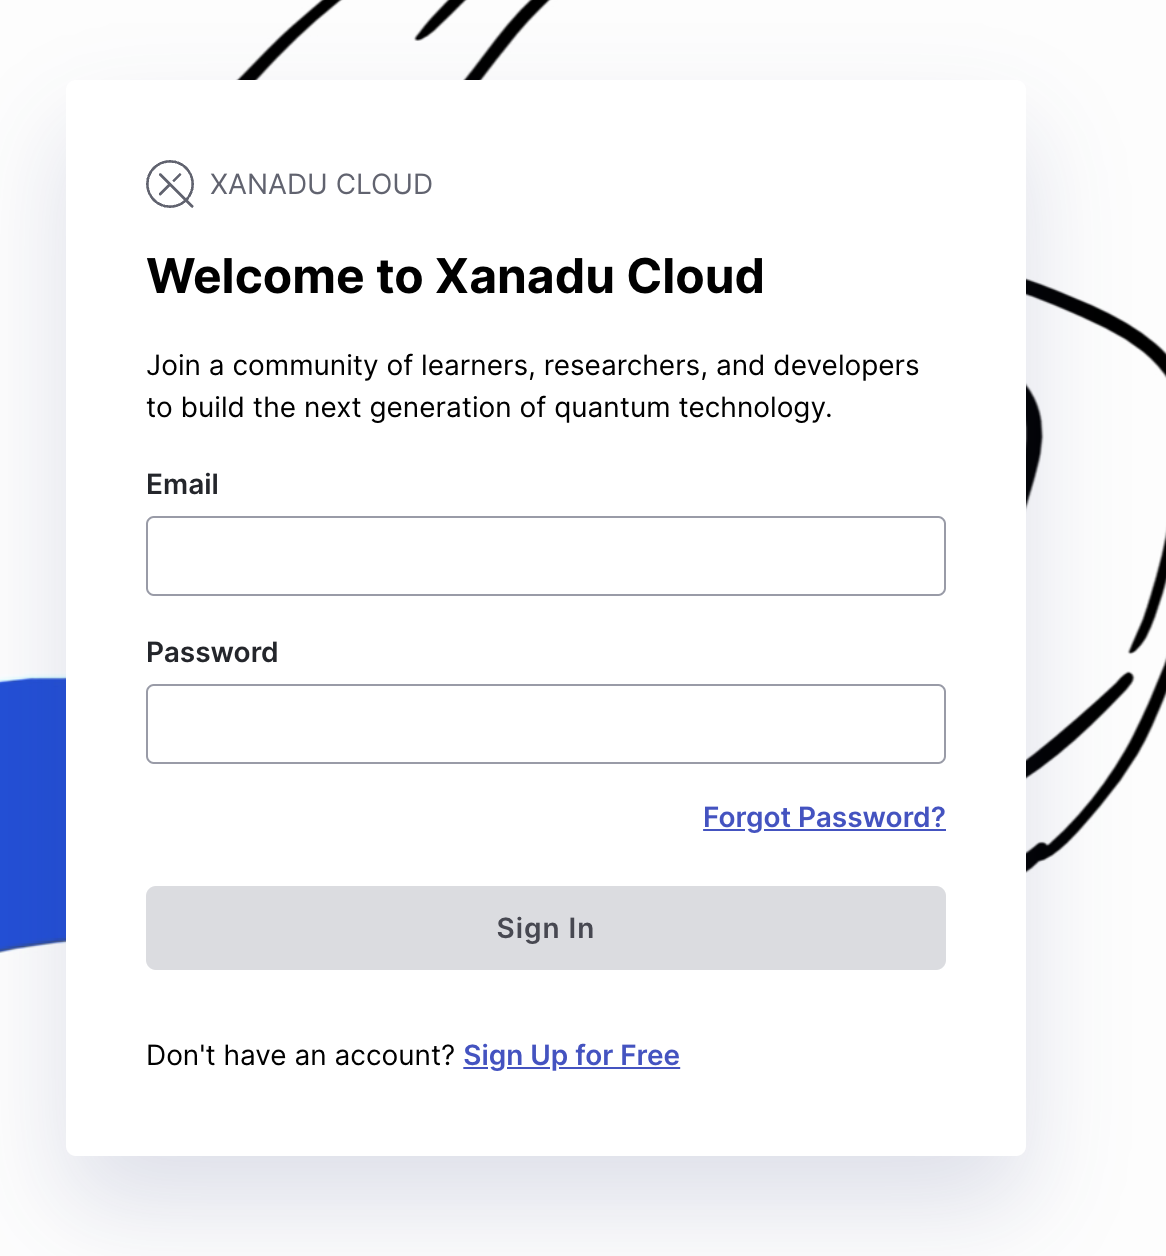 XANADU CLOUD
Welcome to Xanadu Cloud
Join a community of learners, researchers, and developers
to build the next generation of quantum technology.
Email
Password
Forgot Password?
Sign In
Don't have an account? Sign Up for Free